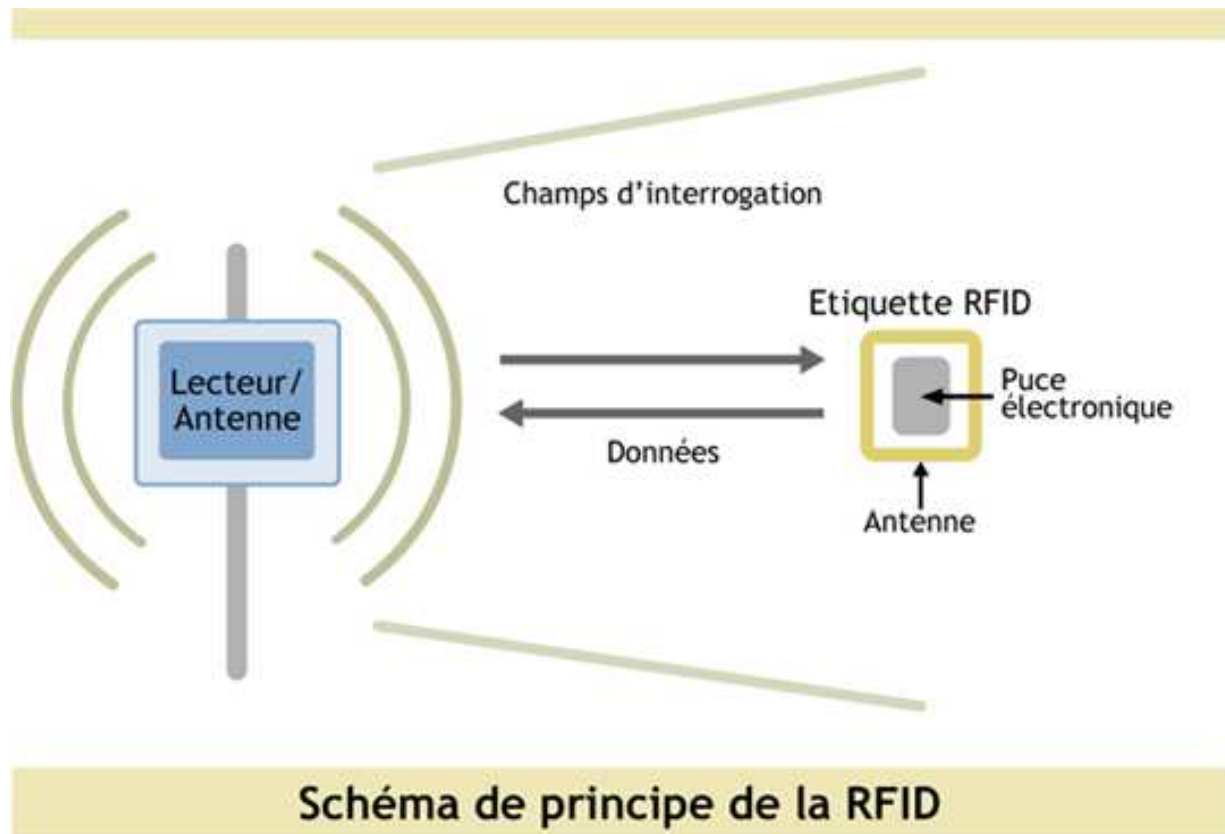 Champs d'interrogation
Etiquette RFID
Lecteur/
Antenne
Puce
électronique
Données
Antenne
Schéma de principe de la RFID